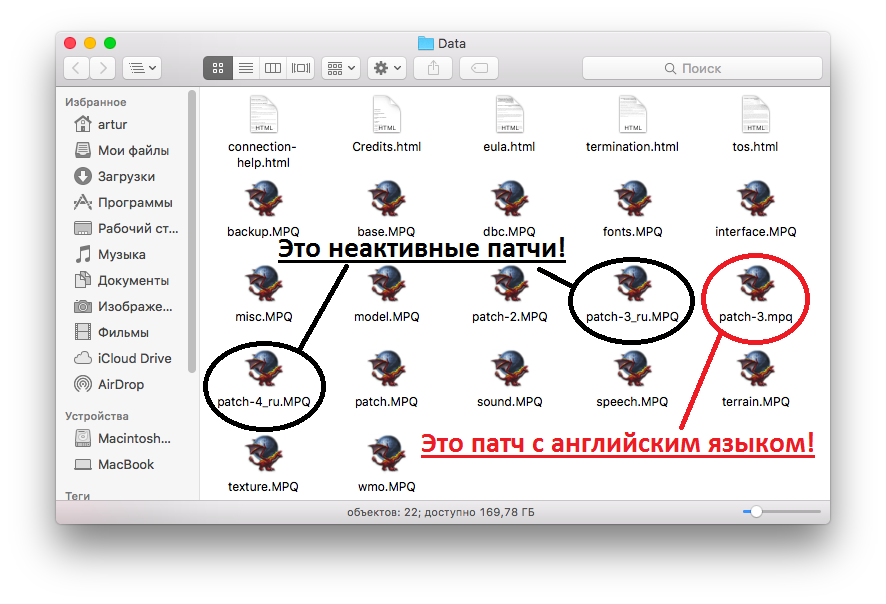 Data
Поиск
Избранное
artur
Мои файлы
Загрузки
Программы
Рабочий ст...
Музыка
Документы
Изображе...
Фильмы
iCloud Drive
AirDrop
Устройства
Macintosh...
MacBook
Теги
HTML HTML HTML HTML HTML
connection-help.html Credits.html eula.html termination.html tos.html
backup.MPQ base.MPQ dbc.MPQ fonts.MPQ interface.MPQ
Это неактивные патчи!
misc.MPQ model.MPQ patch-2.MPQ patch-3_ru.MPQ patch-3.mpq
patch-4_ru.MPQ patch.MPQ sound.MPQ speech.MPQ terrain.MPQ
Это патч с английским языком!
texture.MPQ wmo.MPQ
объектов: 22; доступно 169,78 ГБ